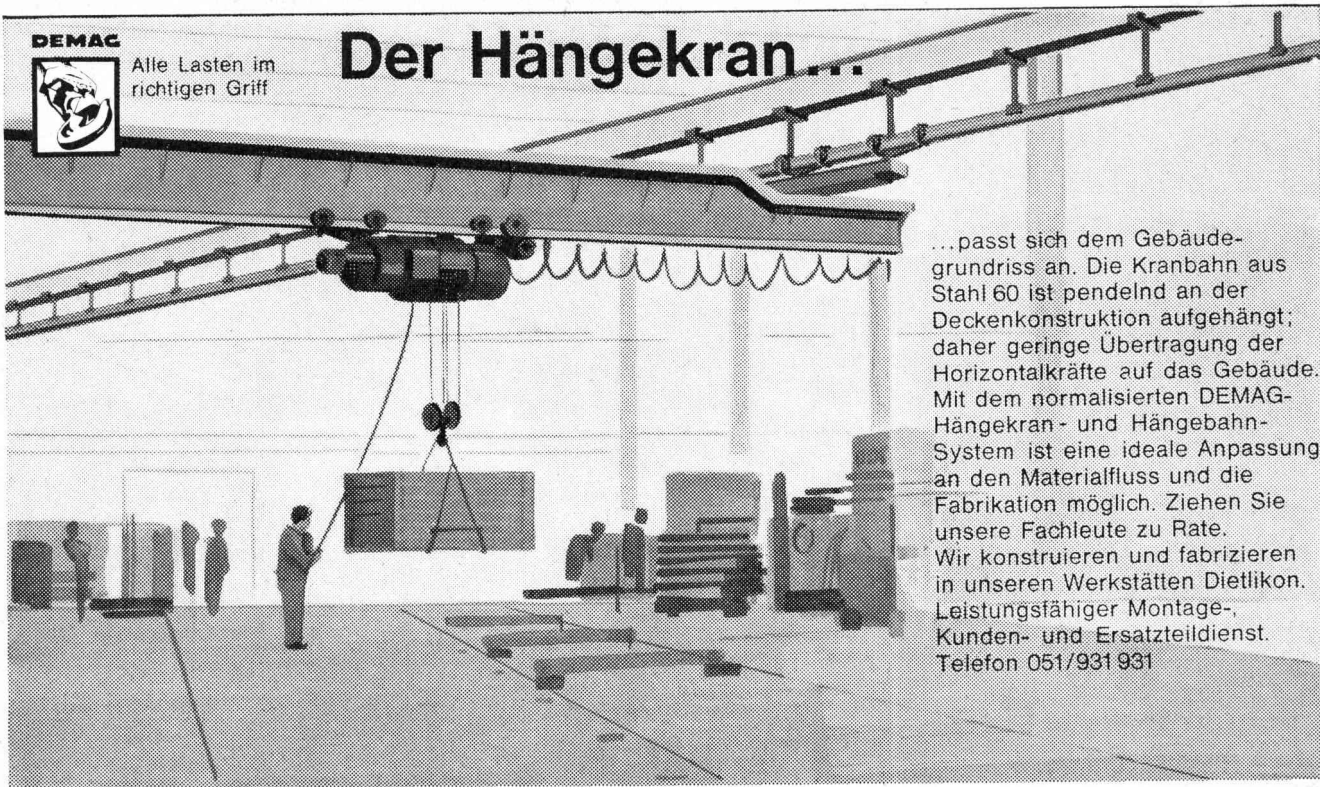 DEMAG
Alle Lasten im
richtigen Griff
Der Hängekran...
...passt sich dem Gebäude-
grundriss an. Die Kranbahn aus
Stahl 60 ist pendelnd an der
Deckenkonstruktion aufgehängt;
daher geringe Übertragung der
Horizontalkräfte auf das Gebäude.
Mit dem normalisierten DEMAG-
Hängekran- und Hängebahn-
System ist eine ideale Anpassung
an den Materialfluss und die
Fabrikation möglich. Ziehen Sie
unsere Fachleute zu Rate.
Wir konstruieren und fabrizieren
in unseren Werkstätten Dietlikon.
Leistungsfähiger Montage-,
Kunden- und Ersatzteildienst.
Telefon 051/931 931